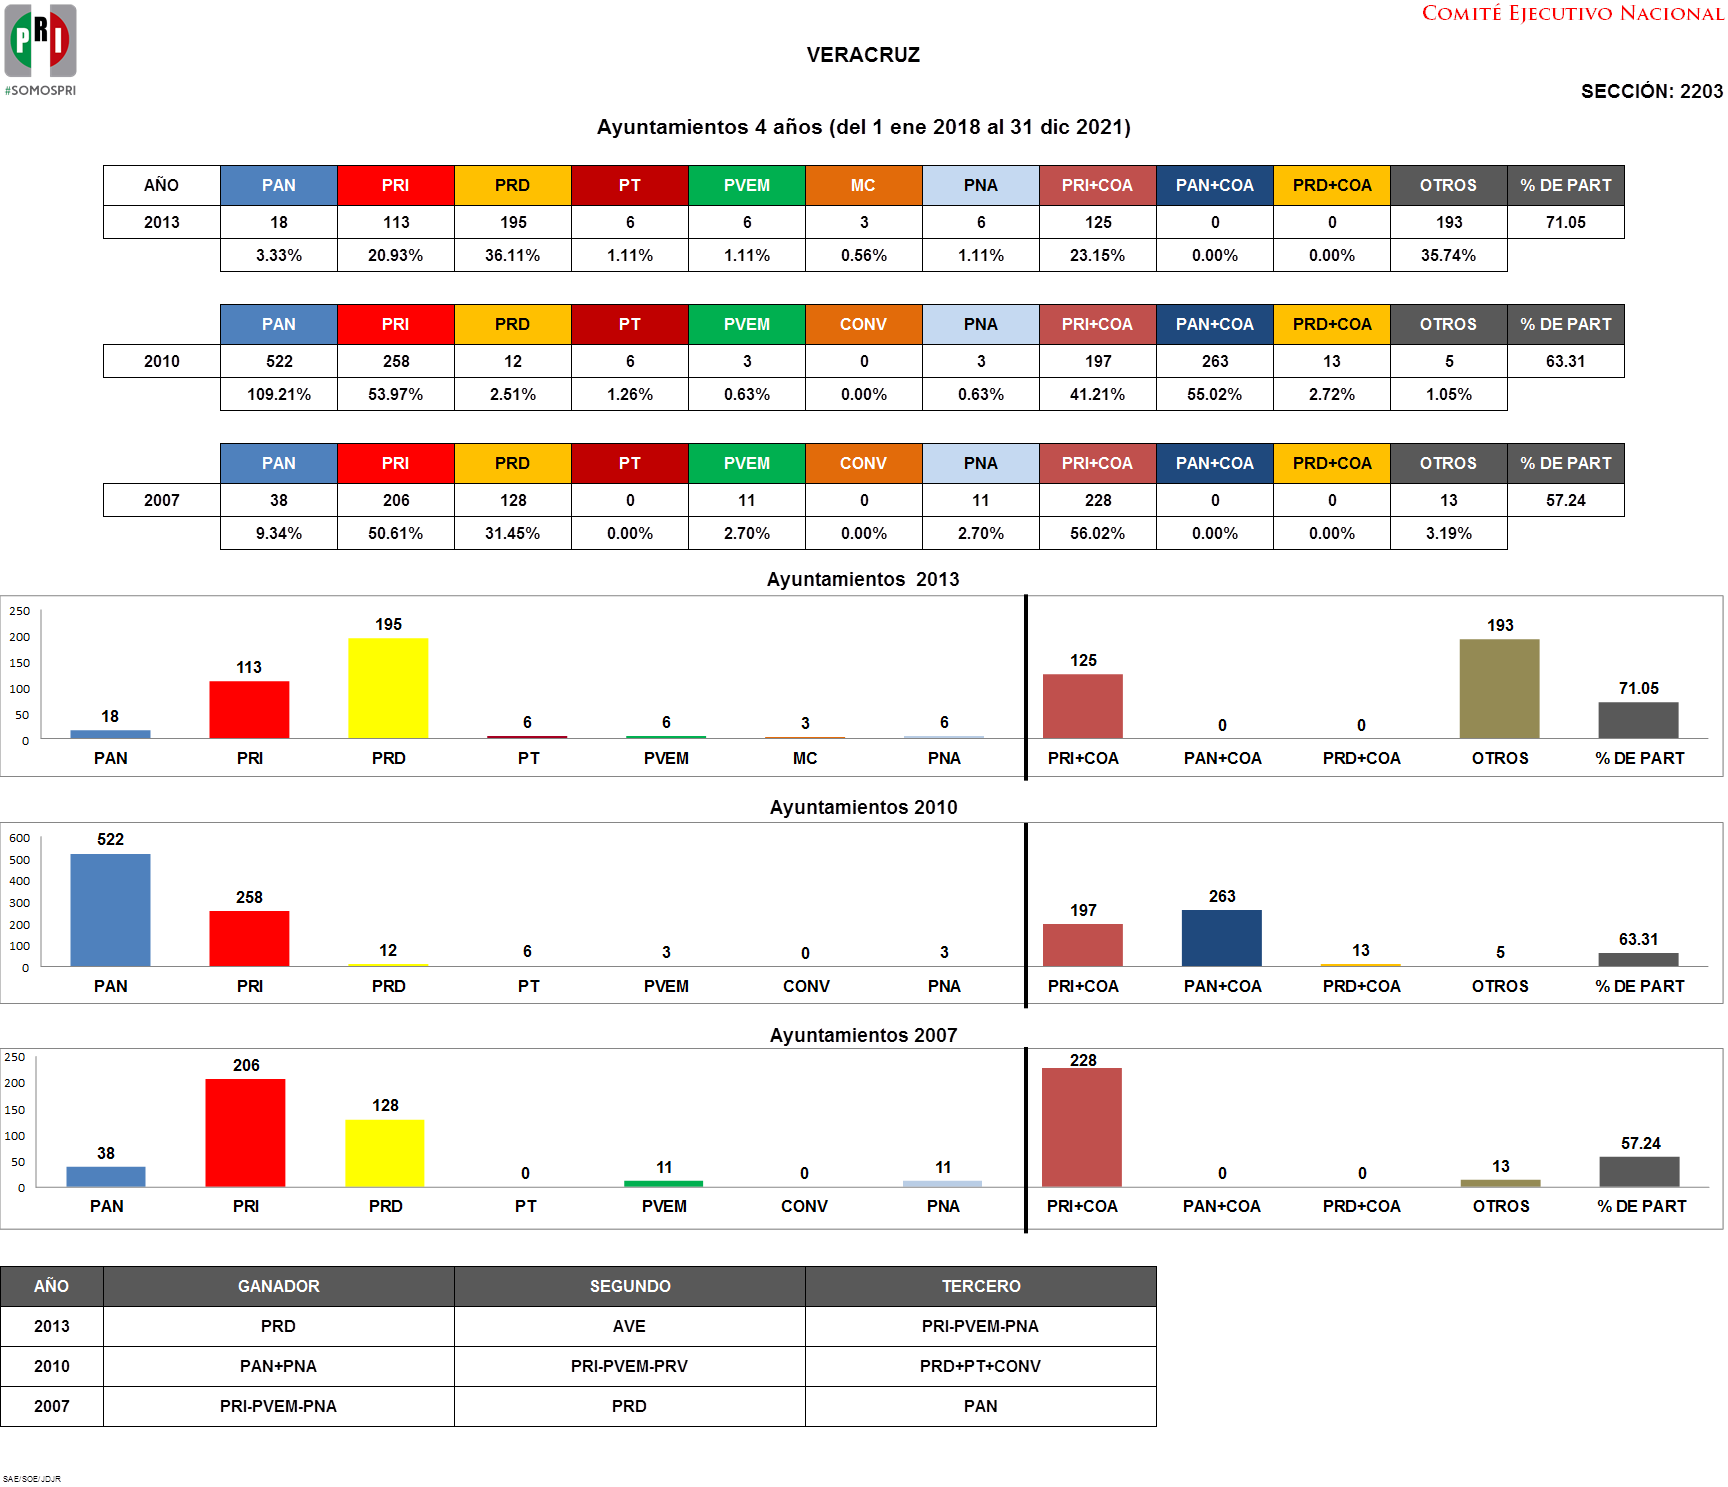 PRI
#SOMOSPRI
COMITÉ EJECUTIVO NACIONAL
VERACRUZ
SECCIÓN: 2203
Ayuntamientos 4 años (del 1 ene 2018 al 31 dic 2021)
AÑO PAN PRI PRD PT PVEM MC PNA PRI+COA PAN+COA PRD+COA OTROS % DE PART
2013 18 113 195 6 6 3 6 125 0 0 193 71.05
3.33% 20.93% 36.11% 1.11% 1.11% 0.56% 1.11% 23.15% 0.00% 0.00% 35.74%
PAN PRI PRD PT PVEM CONV PNA PRI+COA PAN+COA PRD+COA OTROS % DE PART
2010 522 258 12 6 3 0 3 197 263 13 5 63.31
109.21% 53.97% 2.51% 1.26% 0.63% 0.00% 0.63% 41.21% 55.02% 2.72% 1.05%
PAN PRI PRD PT PVEM CONV PNA PRI+COA PAN+COA PRD+COA OTROS % DE PART
2007 38 206 128 0 11 0 11 228 0 0 13 57.24
9.34% 50.61% 31.45% 0.00% 2.70% 0.00% 2.70% 56.02% 0.00% 0.00% 3.19%
Ayuntamientos 2013
250
200
150
100
50
0
18 113 195 6 6 3 6 125 0 0 193 71.05
PAN PRI PRD PT PVEM MC PNA PRI+COA PAN+COA PRD+COA OTROS % DE PART
Ayuntamientos 2010
600
500
400
300
200
100
0
522 258 12 6 3 0 3 197 263 13 5 63.31
PAN PRI PRD PT PVEM CONV PNA PRI+COA PAN+COA PRD+COA OTROS % DE PART
Ayuntamientos 2007
250
200
150
100
50
0
38 206 128 0 11 0 11 228 0 0 13 57.24
PAN PRI PRD PT PVEM CONV PNA PRI+COA PAN+COA PRD+COA OTROS % DE PART
AÑO GANADOR SEGUNDO TERCERO
2013 PRD AVE PRI-PVEM-PNA
2010 PAN+PNA PRI-PVEM-PRV PRD+PT+CONV
2007 PRI-PVEM-PNA PRD PAN
SAE/SOE/JDJR